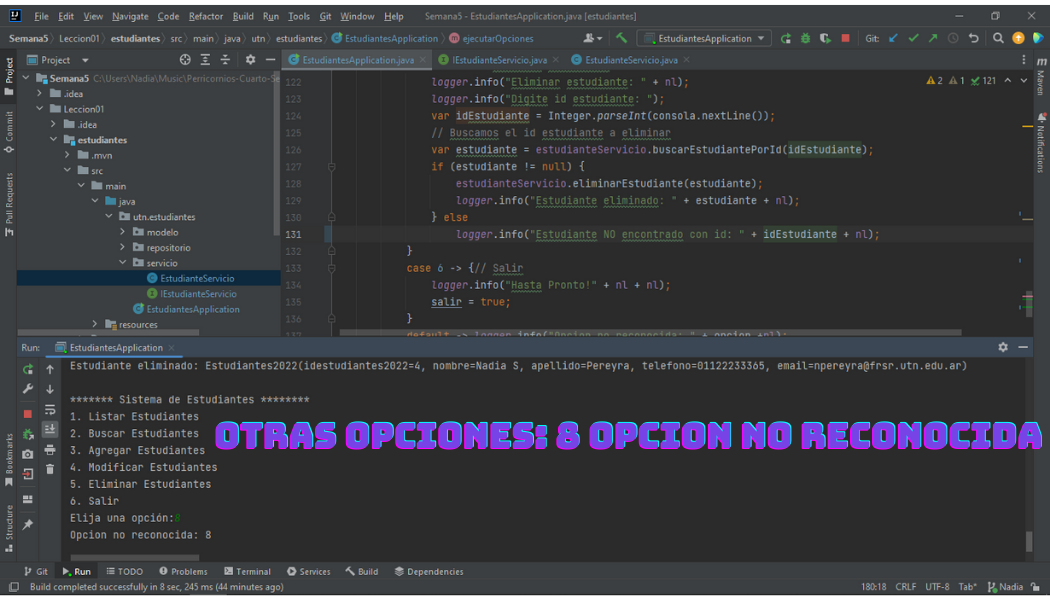 File Edit View Navigate Code Refactor Build Run Tools Git Window Help Semana5 - EstudiantesApplication.java [estudiantes]
Semana5 Leccion01 estudiantes src main java utn estudiantes EstudiantesApplication ejecutarOpciones EstudiantesApplication Git:
Project EstudiantesApplication.java IEstudianteServicio.java EstudianteServicio.java
Semana5 C:\Users\Nadia\Music\Perricornios-Cuarto-Se
.idea
Leccion01
.idea
estudiantes
.mvn
src
main
java
utn.estudiantes
modelo
repositorio
servicio
EstudianteServicio
IEstudianteServicio
EstudiantesApplication
resources
2 1 121
122 logger.info("Eliminar estudiante: " + nl);
123 logger.info("Digite id estudiante: ");
124 var idEstudiante = Integer.parseInt(consola.nextLine());
125 // Buscamos el id estudiante a eliminar
126 var estudiante = estudianteServicio.buscarEstudiantePorId(idEstudiante);
127 if (estudiante != null) {
128 estudianteServicio.eliminarEstudiante(estudiante);
129 logger.info("Estudiante eliminado: " + estudiante + nl);
130 } else
131 logger.info("Estudiante NO encontrado con id: " + idEstudiante + nl);
132 }
133 case 6 -> {// Salir
134 logger.info("Hasta Pronto!" + nl + nl);
135 salir = true;
136 }
137 default -> logger.info("Opcion no reconocida: " + opcion +nl);
Project
Commit
Pull Requests
Bookmarks
Structure
Maven
Notifications
Run: EstudiantesApplication
Estudiante eliminado: Estudiantes2022(idestudiantes2022=4, nombre=Nadia S, apellido=Pereyra, telefono=01122233365, email=npereyra@frsr.utn.edu.ar)
******* Sistema de Estudiantes ********
1. Listar Estudiantes
2. Buscar Estudiantes
3. Agregar Estudiantes
4. Modificar Estudiantes
5. Eliminar Estudiantes
6. Salir
Elija una opción:8
Opcion no reconocida: 8
OTRAS OPCIONES: 8 OPCION NO RECONOCIDA
Git Run TODO Problems Terminal Services Build Dependencies
Build completed successfully in 8 sec, 245 ms (44 minutes ago) 180:18 CRLF UTF-8 Tab* Nadia